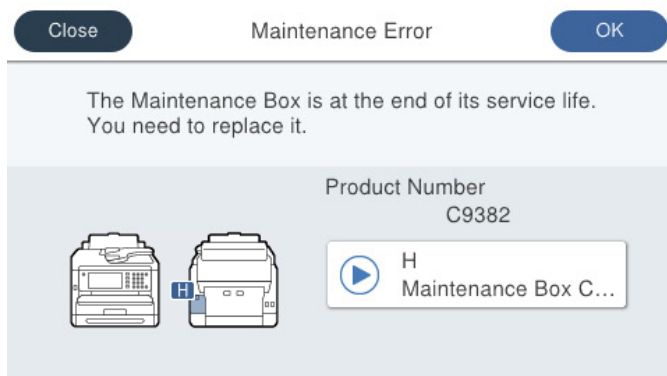 Close
Maintenance Error
OK
The Maintenance Box is at the end of its service life.
You need to replace it.
Product Number
C9382
H
H
Maintenance Box C...